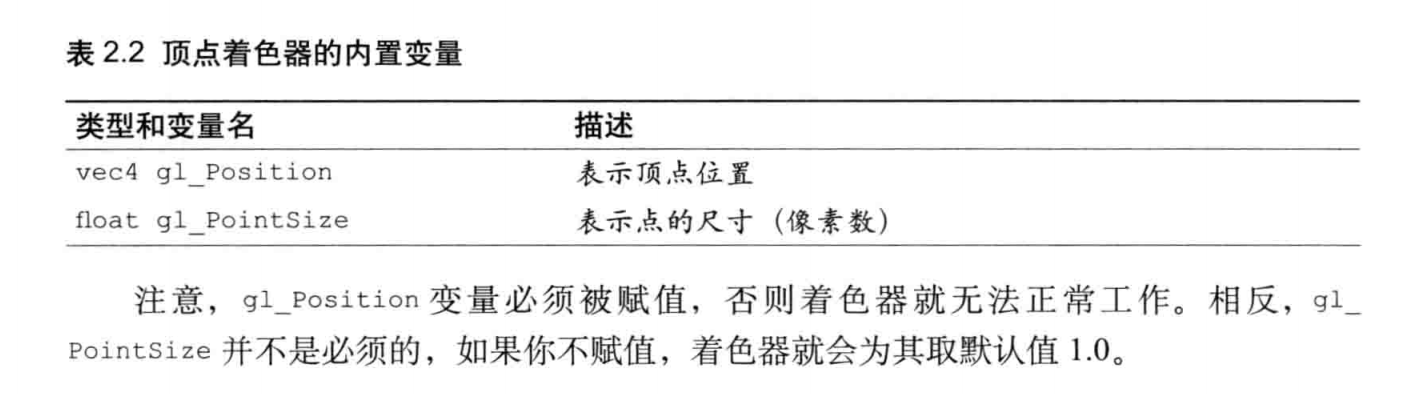 表 2.2 顶点着色器的内置变量
类型和变量名 描述
vec4 gl_Position 表示顶点位置
float gl_PointSize 表示点的尺寸（像素数）
注意，gl_Position 变量必须被赋值，否则着色器就无法正常工作。相反，gl_
PointSize 并不是必须的，如果你不赋值，着色器就会为其取默认值 1.0。